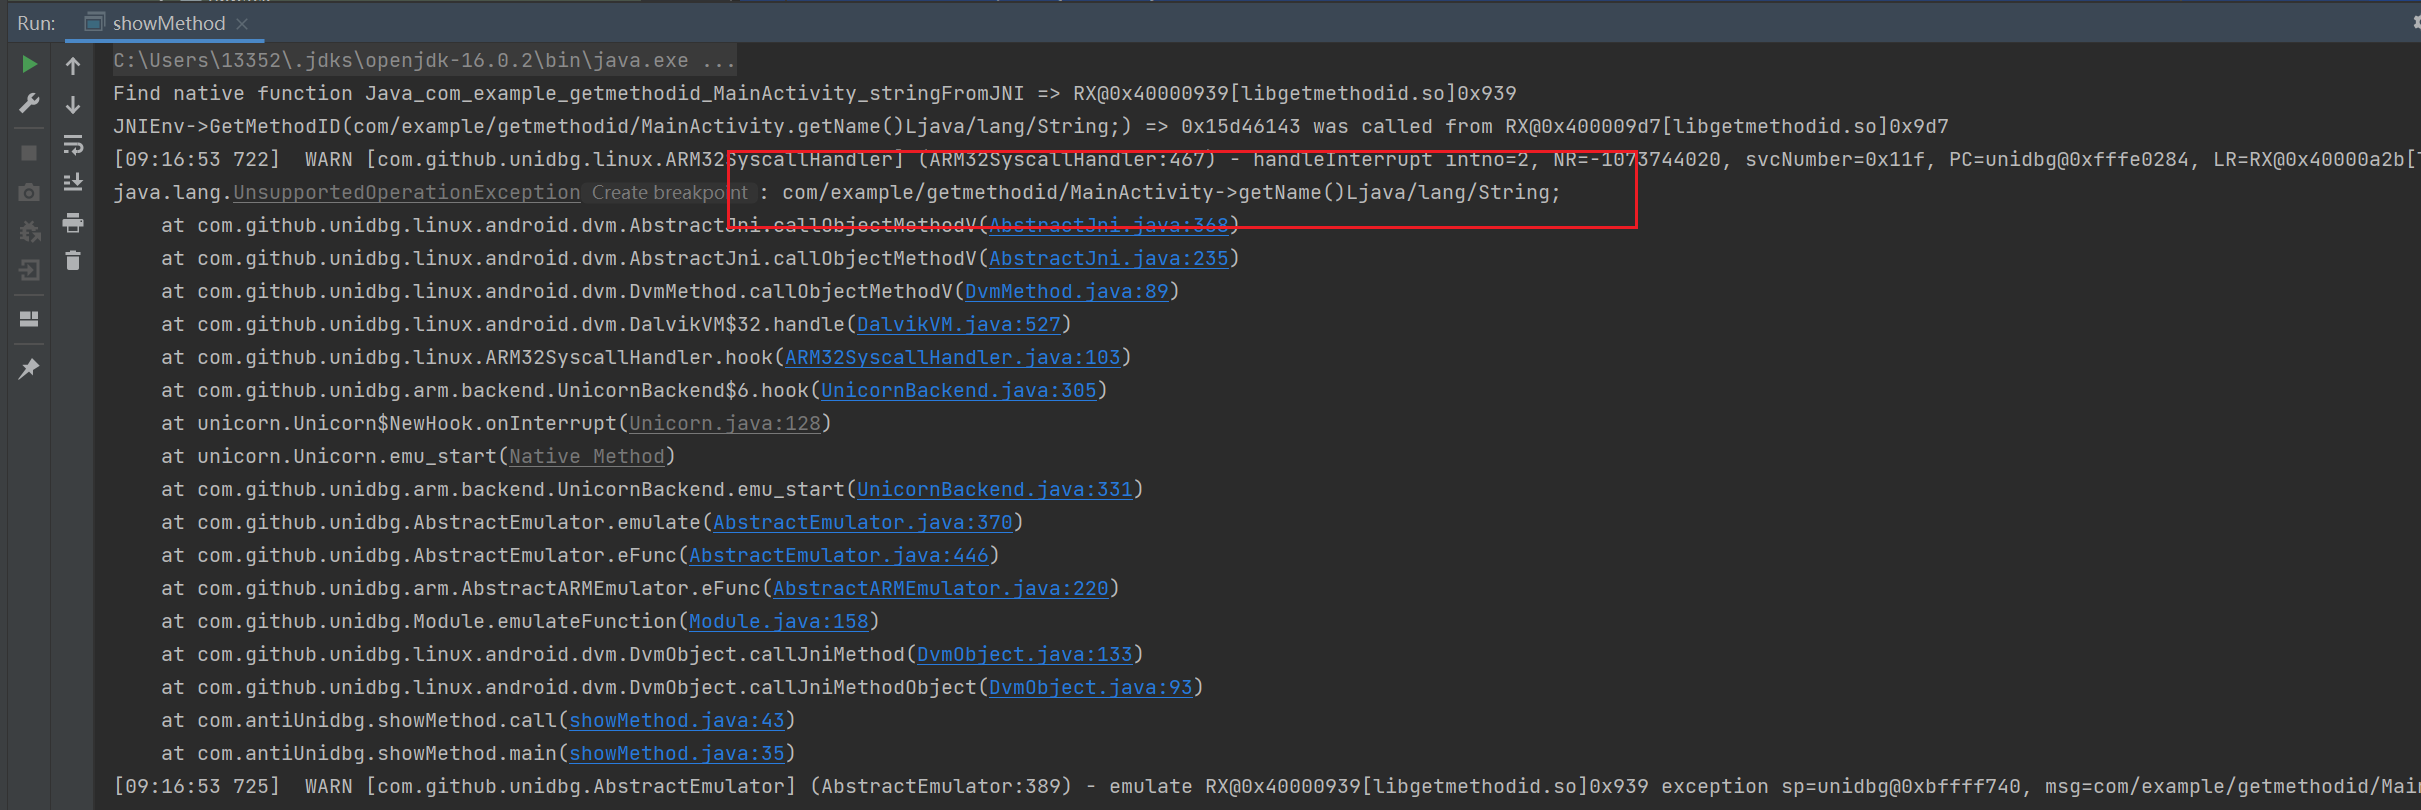 Run: showMethod
C:\Users\13352\.jdks\openjdk-16.0.2\bin\java.exe ...
Find native function Java_com_example_getmethodid_MainActivity_stringFromJNI => RX@0x40000939[libgetmethodid.so]0x939
JNIEnv->GetMethodID(com/example/getmethodid/MainActivity.getName()Ljava/lang/String;) => 0x15d46143 was called from RX@0x400009d7[libgetmethodid.so]0x9d7
[09:16:53 722]  WARN [com.github.unidbg.linux.ARM32SyscallHandler] (ARM32SyscallHandler:467) - handleInterrupt intno=2, NR=-1073744020, svcNumber=0x11f, PC=unidbg@0xfffe0284, LR=RX@0x40000a2b[
java.lang.UnsupportedOperationException Create breakpoint : com/example/getmethodid/MainActivity->getName()Ljava/lang/String;
at com.github.unidbg.linux.android.dvm.AbstractJni.callObjectMethodV(AbstractJni.java:368)
at com.github.unidbg.linux.android.dvm.AbstractJni.callObjectMethodV(AbstractJni.java:235)
at com.github.unidbg.linux.android.dvm.DvmMethod.callObjectMethodV(DvmMethod.java:89)
at com.github.unidbg.linux.android.dvm.DalvikVM$32.handle(DalvikVM.java:527)
at com.github.unidbg.linux.ARM32SyscallHandler.hook(ARM32SyscallHandler.java:103)
at com.github.unidbg.arm.backend.UnicornBackend$6.hook(UnicornBackend.java:305)
at unicorn.Unicorn$NewHook.onInterrupt(Unicorn.java:128)
at unicorn.Unicorn.emu_start(Native Method)
at com.github.unidbg.arm.backend.UnicornBackend.emu_start(UnicornBackend.java:331)
at com.github.unidbg.AbstractEmulator.emulate(AbstractEmulator.java:370)
at com.github.unidbg.AbstractEmulator.eFunc(AbstractEmulator.java:446)
at com.github.unidbg.arm.AbstractARMEmulator.eFunc(AbstractARMEmulator.java:220)
at com.github.unidbg.Module.emulateFunction(Module.java:158)
at com.github.unidbg.linux.android.dvm.DvmObject.callJniMethod(DvmObject.java:133)
at com.github.unidbg.linux.android.dvm.DvmObject.callJniMethodObject(DvmObject.java:93)
at com.antiUnidbg.showMethod.call(showMethod.java:43)
at com.antiUnidbg.showMethod.main(showMethod.java:35)
[09:16:53 725]  WARN [com.github.unidbg.AbstractEmulator] (AbstractEmulator:389) - emulate RX@0x40000939[libgetmethodid.so]0x939 exception sp=unidbg@0xbffff740, msg=com/example/getmethodid/Mai